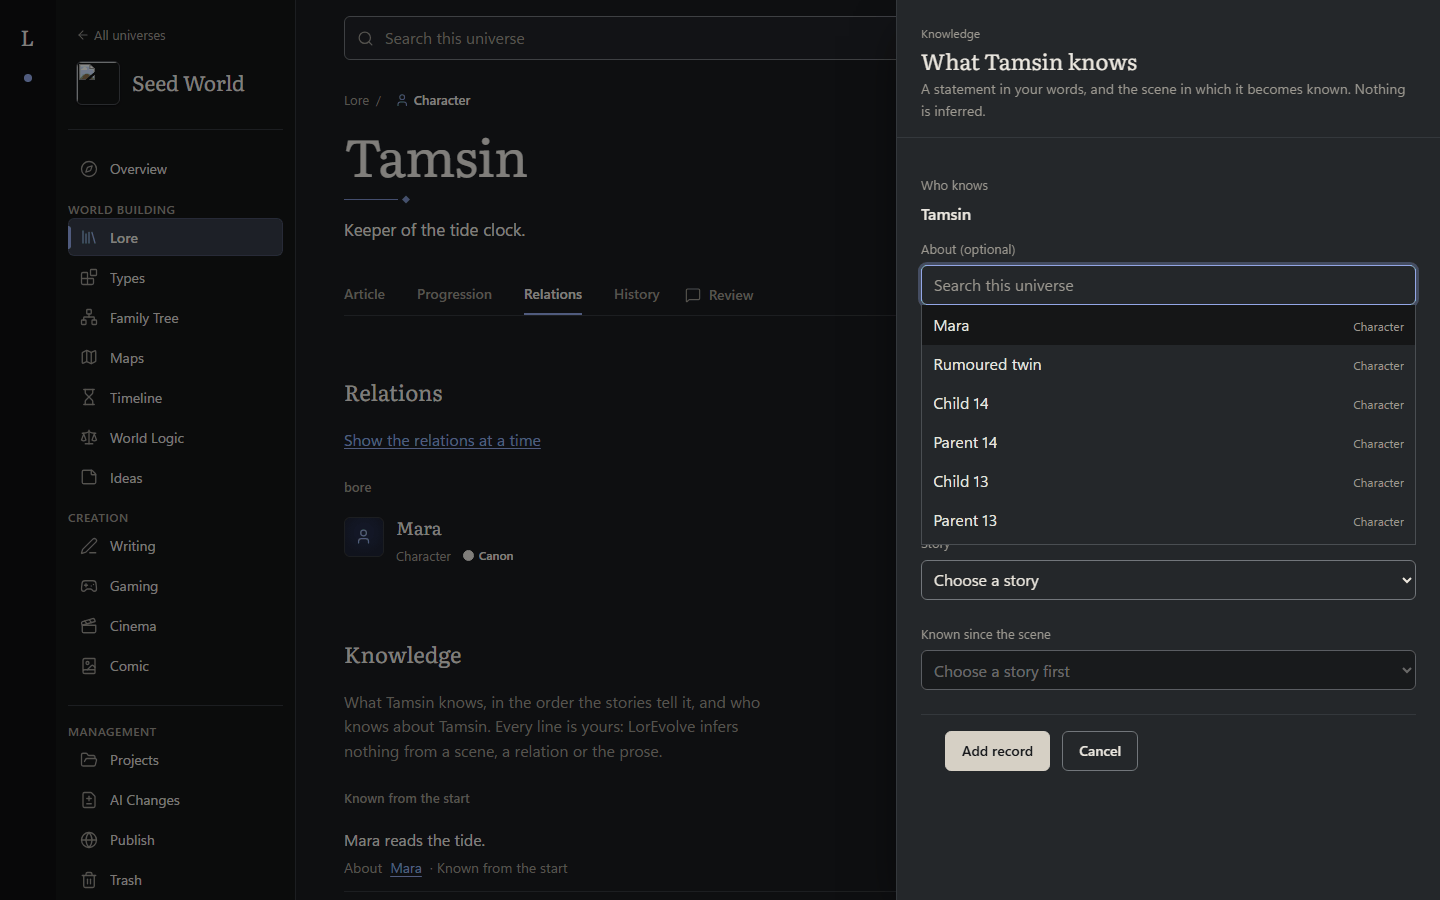 L
All universes
Seed World
Overview
WORLD BUILDING
Lore
Types
Family Tree
Maps
Timeline
World Logic
Ideas
CREATION
Writing
Gaming
Cinema
Comic
MANAGEMENT
Projects
AI Changes
Publish
Trash
Search this universe
Lore / Character
Tamsin
Keeper of the tide clock.
Article Progression Relations History Review
Relations
Show the relations at a time
bore
Mara
Character Canon
Knowledge
What Tamsin knows, in the order the stories tell it, and who
knows about Tamsin. Every line is yours: LorEvolve infers
nothing from a scene, a relation or the prose.
Known from the start
Mara reads the tide.
About Mara · Known from the start
Knowledge
What Tamsin knows
A statement in your words, and the scene in which it becomes known. Nothing
is inferred.
Who knows
Tamsin
About (optional)
Search this universe
Mara Character
Rumoured twin Character
Child 14 Character
Parent 14 Character
Child 13 Character
Parent 13 Character
Story
Choose a story
Known since the scene
Choose a story first
Add record Cancel